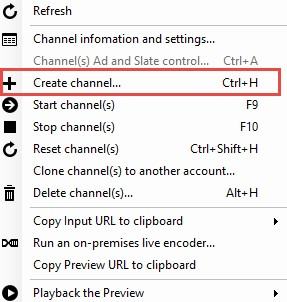 Refresh
Channel infomation and settings...
Channel(s) Ad and Slate control... Ctrl+A
Create channel... Ctrl+H
Start channel(s) F9
Stop channel(s) F10
Reset channel(s) Ctrl+Shift+H
Clone channel(s) to another account...
Delete channel(s)... Alt+H
Copy Input URL to clipboard
Run an on-premises live encoder...
Copy Preview URL to clipboard
Playback the Preview